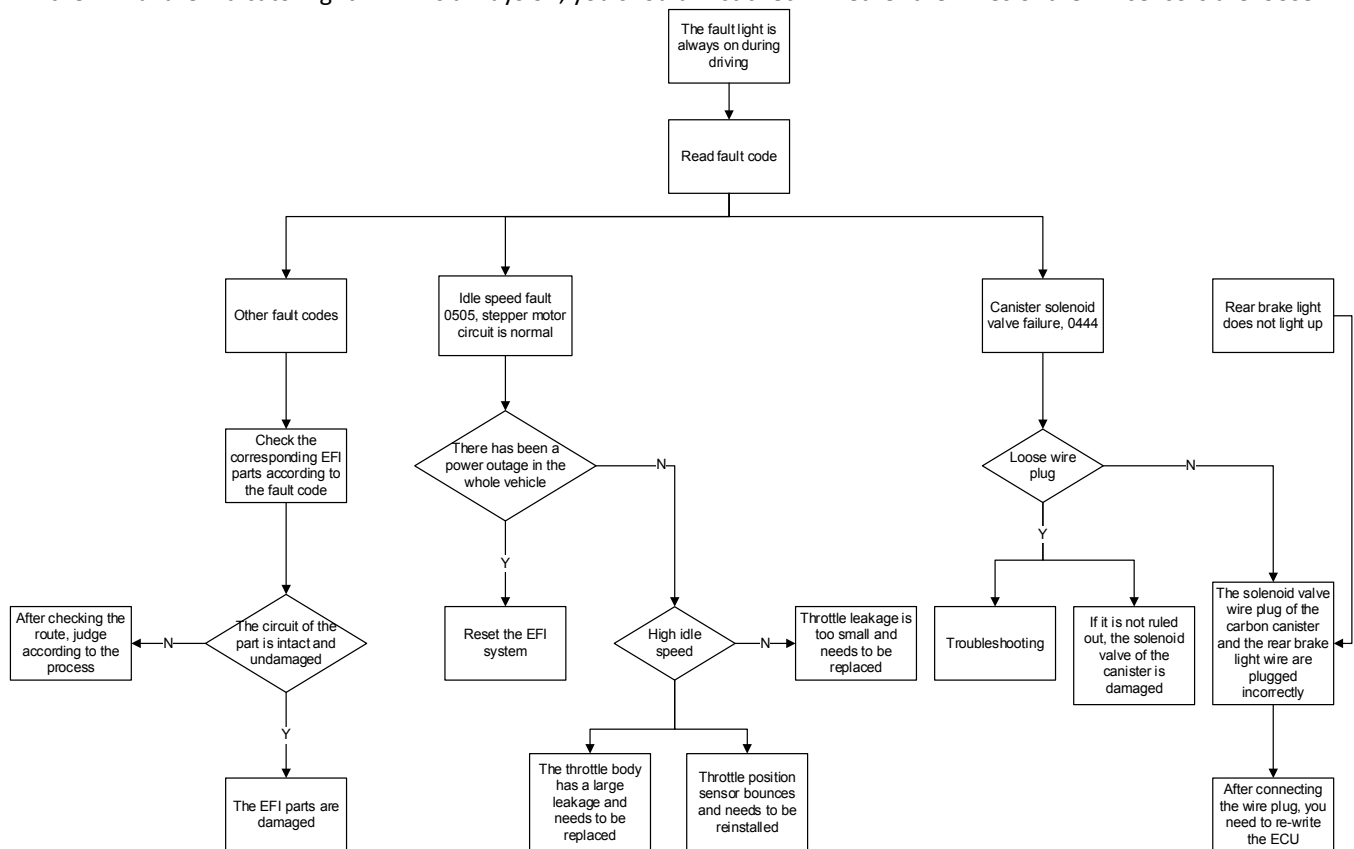 The fault light is
always on during
driving
Read fault code
Other fault codes
Idle speed fault
0505, stepper motor
circuit is normal
Canister solenoid
valve failure, 0444
Rear brake light
does not light up
Check the
corresponding EFI
parts according to
the fault code
There has been a
power outage in the
whole vehicle
N
Loose wire
plug
N
Y
Y
After checking the
route, judge
according to the
process
N
The circuit of the
part is intact and
undamaged
Reset the EFI
system
High idle
speed
N
Throttle leakage is
too small and
needs to be
replaced
Troubleshooting
If it is not ruled
out, the solenoid
valve of the
canister is
damaged
The solenoid valve
wire plug of the
carbon canister
and the rear brake
light wire are
plugged
incorrectly
Y
The EFI parts are
damaged
The throttle body
has a large
leakage and
needs to be
replaced
Throttle position
sensor bounces
and needs to be
reinstalled
After connecting
the wire plug, you
need to re-write
the ECU